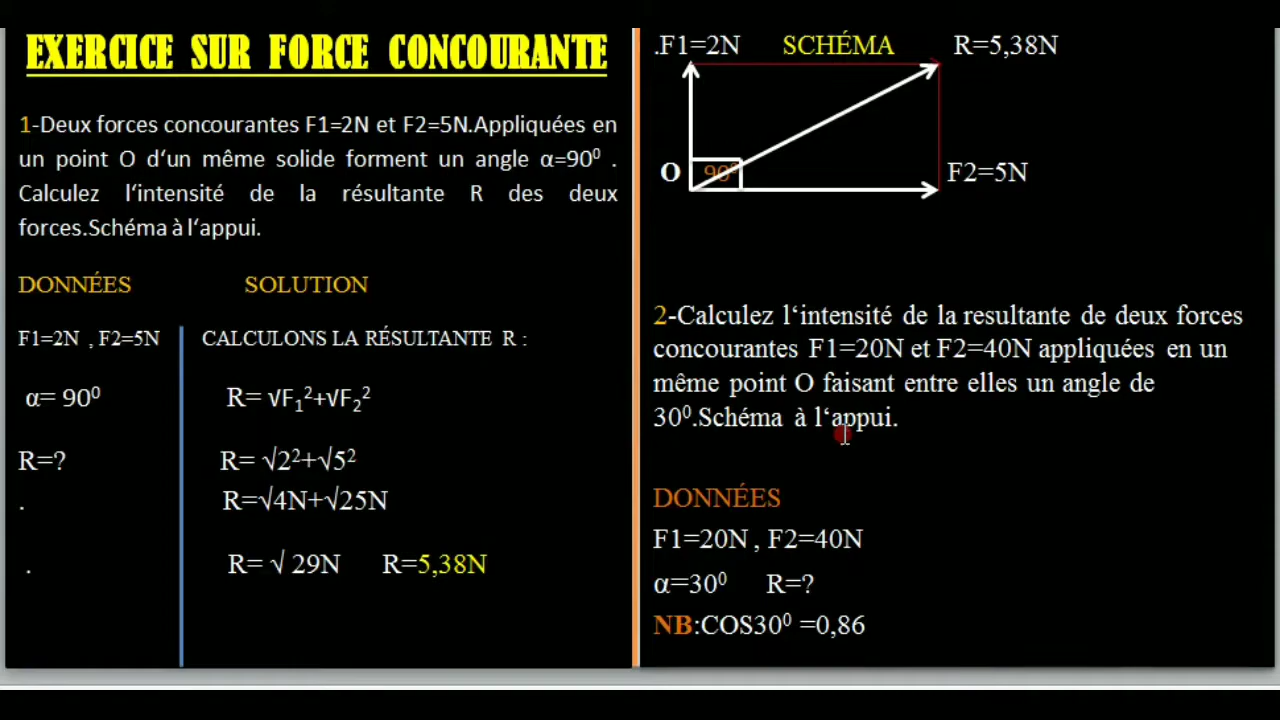 EXERCICE SUR FORCE CONCOURANTE
1-Deux forces concourantes F1=2N et F2=5N.Appliquées en
un point O d‘un même solide forment un angle α=90⁰ .
Calculez l‘intensité de la résultante R des deux
forces.Schéma à l‘appui.
DONNÉES SOLUTION
F1=2N , F2=5N CALCULONS LA RÉSULTANTE R :
α= 90⁰ R= √F₁²+√F₂²
R=? R= √2²+√5²
. R=√4N+√25N
. R= √ 29N R=5,38N
.F1=2N SCHÉMA R=5,38N
O 90⁰ F2=5N
2-Calculez l‘intensité de la resultante de deux forces
concourantes F1=20N et F2=40N appliquées en un
même point O faisant entre elles un angle de
30⁰.Schéma à l‘appui.
DONNÉES
F1=20N , F2=40N
α=30⁰ R=?
NB:COS30⁰ =0,86